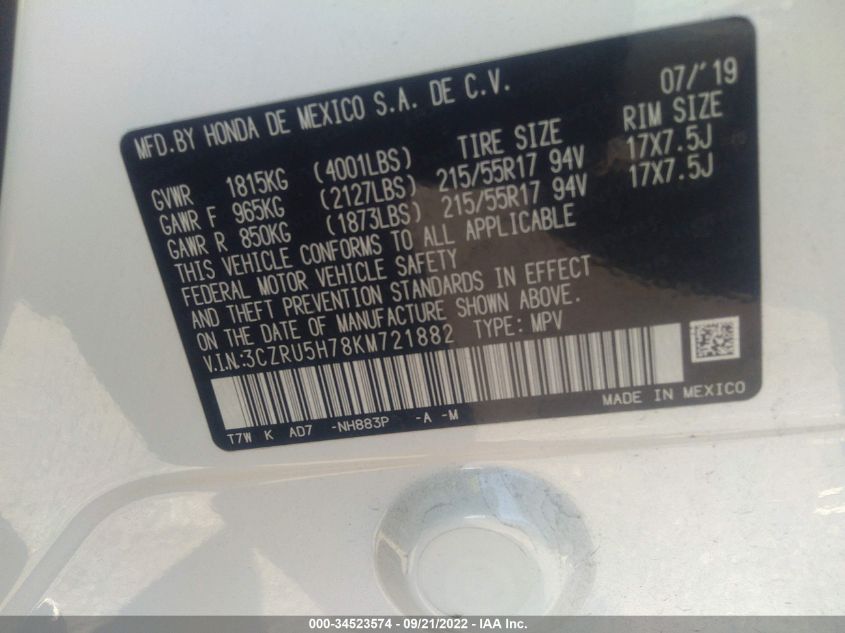 MFD.BY HONDA DE MEXICO S.A. DE C.V. 07/'19
TIRE SIZE RIM SIZE
GVWR 1815KG (4001LBS)
GAWR F 965KG (2127LBS) 215/55R17 94V 17X7.5J
GAWR R 850KG (1873LBS) 215/55R17 94V 17X7.5J
THIS VEHICLE CONFORMS TO ALL APPLICABLE
FEDERAL MOTOR VEHICLE SAFETY
AND THEFT PREVENTION STANDARDS IN EFFECT
ON THE DATE OF MANUFACTURE SHOWN ABOVE.
V.I.N.:3CZRU5H78KM721882 TYPE: MPV
T7W K AD7 -NH883P -A -M MADE IN MEXICO
000-34523574 - 09/21/2022 - IAA Inc.